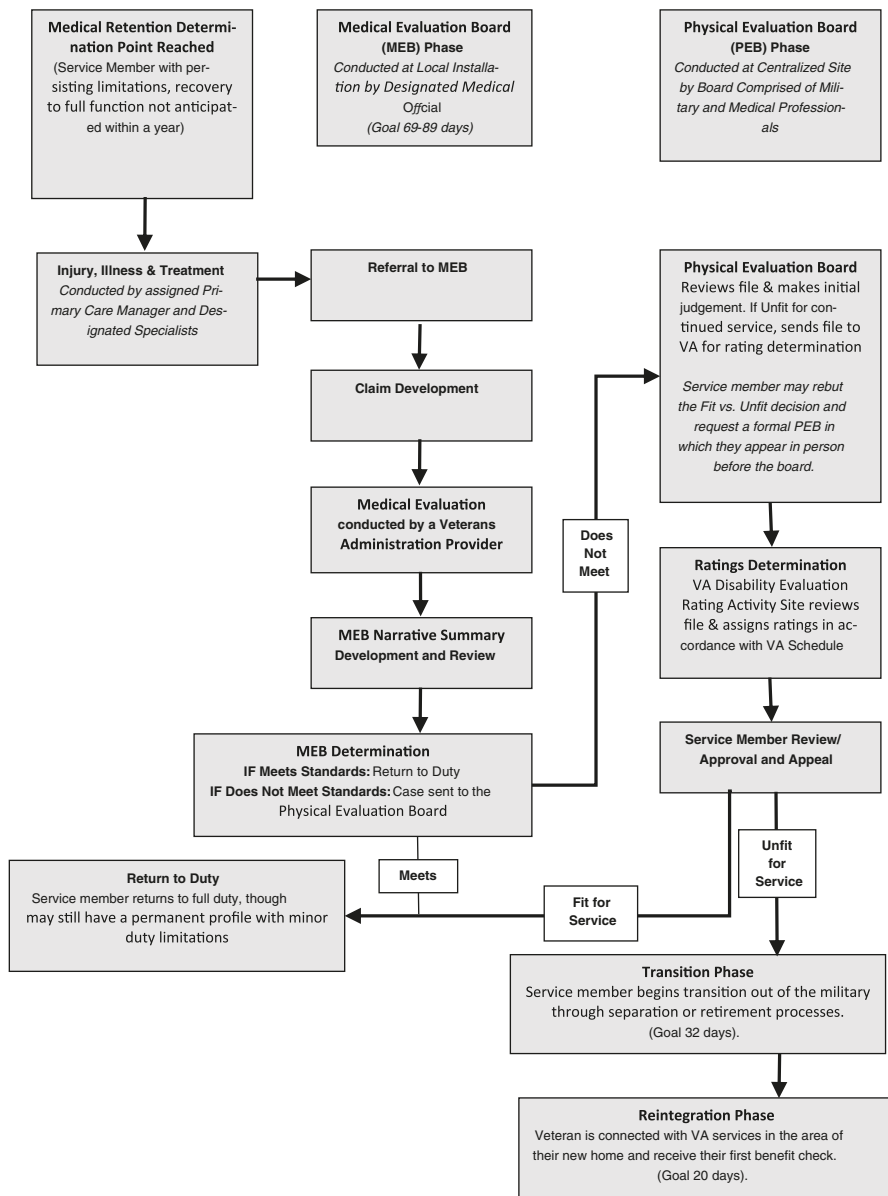 Medical Retention Determi-
nation Point Reached
(Service Member with per-
sisting limitations, recovery
to full function not anticipat-
ed within a year)
Medical Evaluation Board
(MEB) Phase
Conducted at Local Installa-
tion by Designated Medical
Offcial
(Goal 69-89 days)
Physical Evaluation Board
(PEB) Phase
Conducted at Centralized Site
by Board Comprised of Mili-
tary and Medical Profession-
als
Injury, Illness & Treatment
Conducted by assigned Pri-
mary Care Manager and Des-
ignated Specialists
Referral to MEB
Claim Development
Medical Evaluation
conducted by a Veterans
Administration Provider
MEB Narrative Summary
Development and Review
MEB Determination
IF Meets Standards: Return to Duty
IF Does Not Meet Standards: Case sent to the
Physical Evaluation Board
Does
Not
Meet
Meets
Physical Evaluation Board
Reviews file & makes initial
judgement. If Unfit for con-
tinued service, sends file to
VA for rating determination
Service member may rebut
the Fit vs. Unfit decision and
request a formal PEB in
which they appear in person
before the board.
Ratings Determination
VA Disability Evaluation
Rating Activity Site reviews
file & assigns ratings in ac-
cordance with VA Schedule
Service Member Review/
Approval and Appeal
Unfit
for
Service
Fit for
Service
Return to Duty
Service member returns to full duty, though
may still have a permanent profile with minor
duty limitations
Transition Phase
Service member begins transition out of the military
through separation or retirement processes.
(Goal 32 days).
Reintegration Phase
Veteran is connected with VA services in the area of
their new home and receive their first benefit check.
(Goal 20 days).